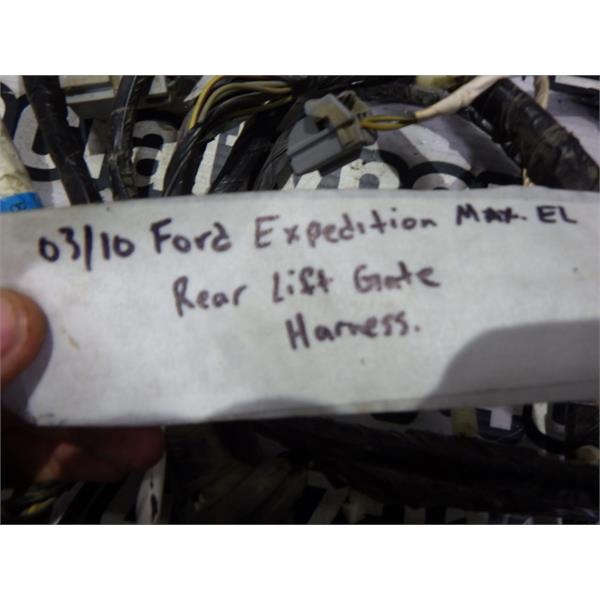 03/10 Ford Expedition Max. EL
Rear Lift Gate
Harness.